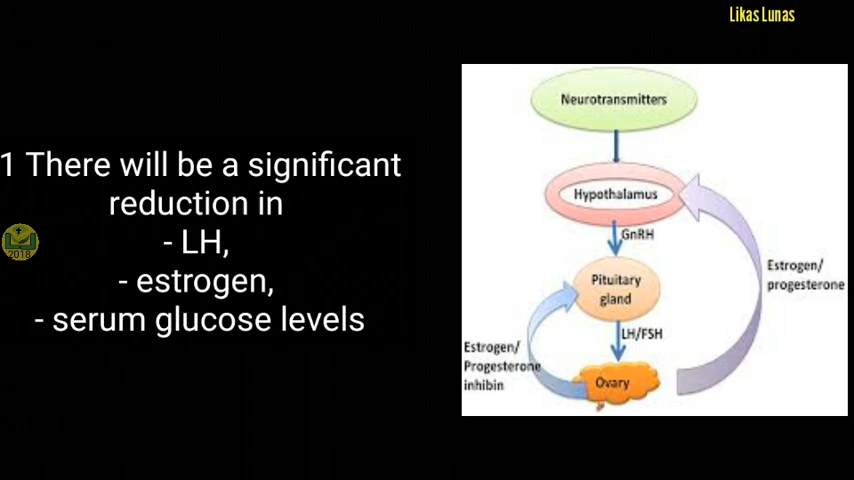 Likas Lunas
1 There will be a significant
reduction in
- LH,
- estrogen,
- serum glucose levels
2018
Neurotransmitters
Hypothalamus
GnRH
Pituitary
gland
Estrogen/
progesterone
LH/FSH
Estrogen/
Progesterone
inhibin
Ovary